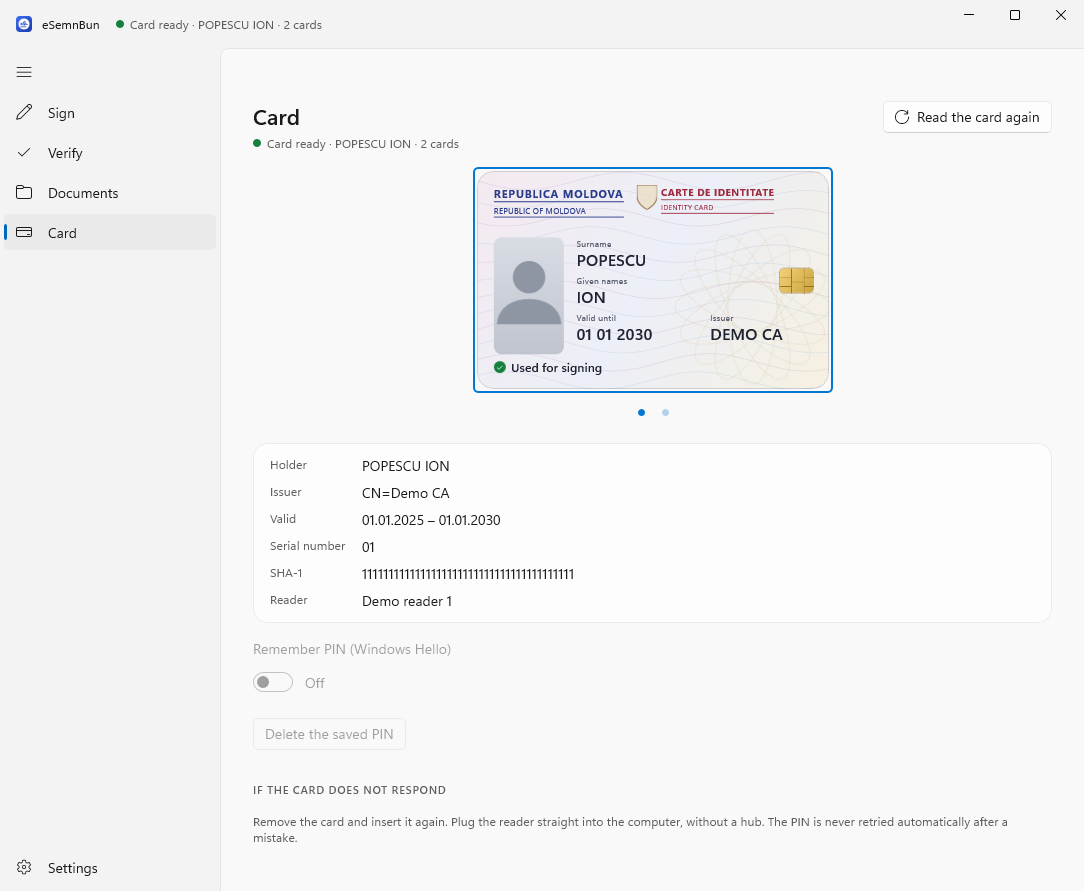 eSemnBun
Card ready · POPESCU ION · 2 cards
Sign
Verify
Documents
Card
Settings
Card
Card ready · POPESCU ION · 2 cards
Read the card again
REPUBLICA MOLDOVA
REPUBLIC OF MOLDOVA
CARTE DE IDENTITATE
IDENTITY CARD
Surname
POPESCU
Given names
ION
Valid until
01 01 2030
Issuer
DEMO CA
Used for signing
Holder POPESCU ION
Issuer CN=Demo CA
Valid 01.01.2025 – 01.01.2030
Serial number 01
SHA-1 1111111111111111111111111111111111111111
Reader Demo reader 1
Remember PIN (Windows Hello)
Off
Delete the saved PIN
IF THE CARD DOES NOT RESPOND
Remove the card and insert it again. Plug the reader straight into the computer, without a hub. The PIN is never retried automatically after a
mistake.